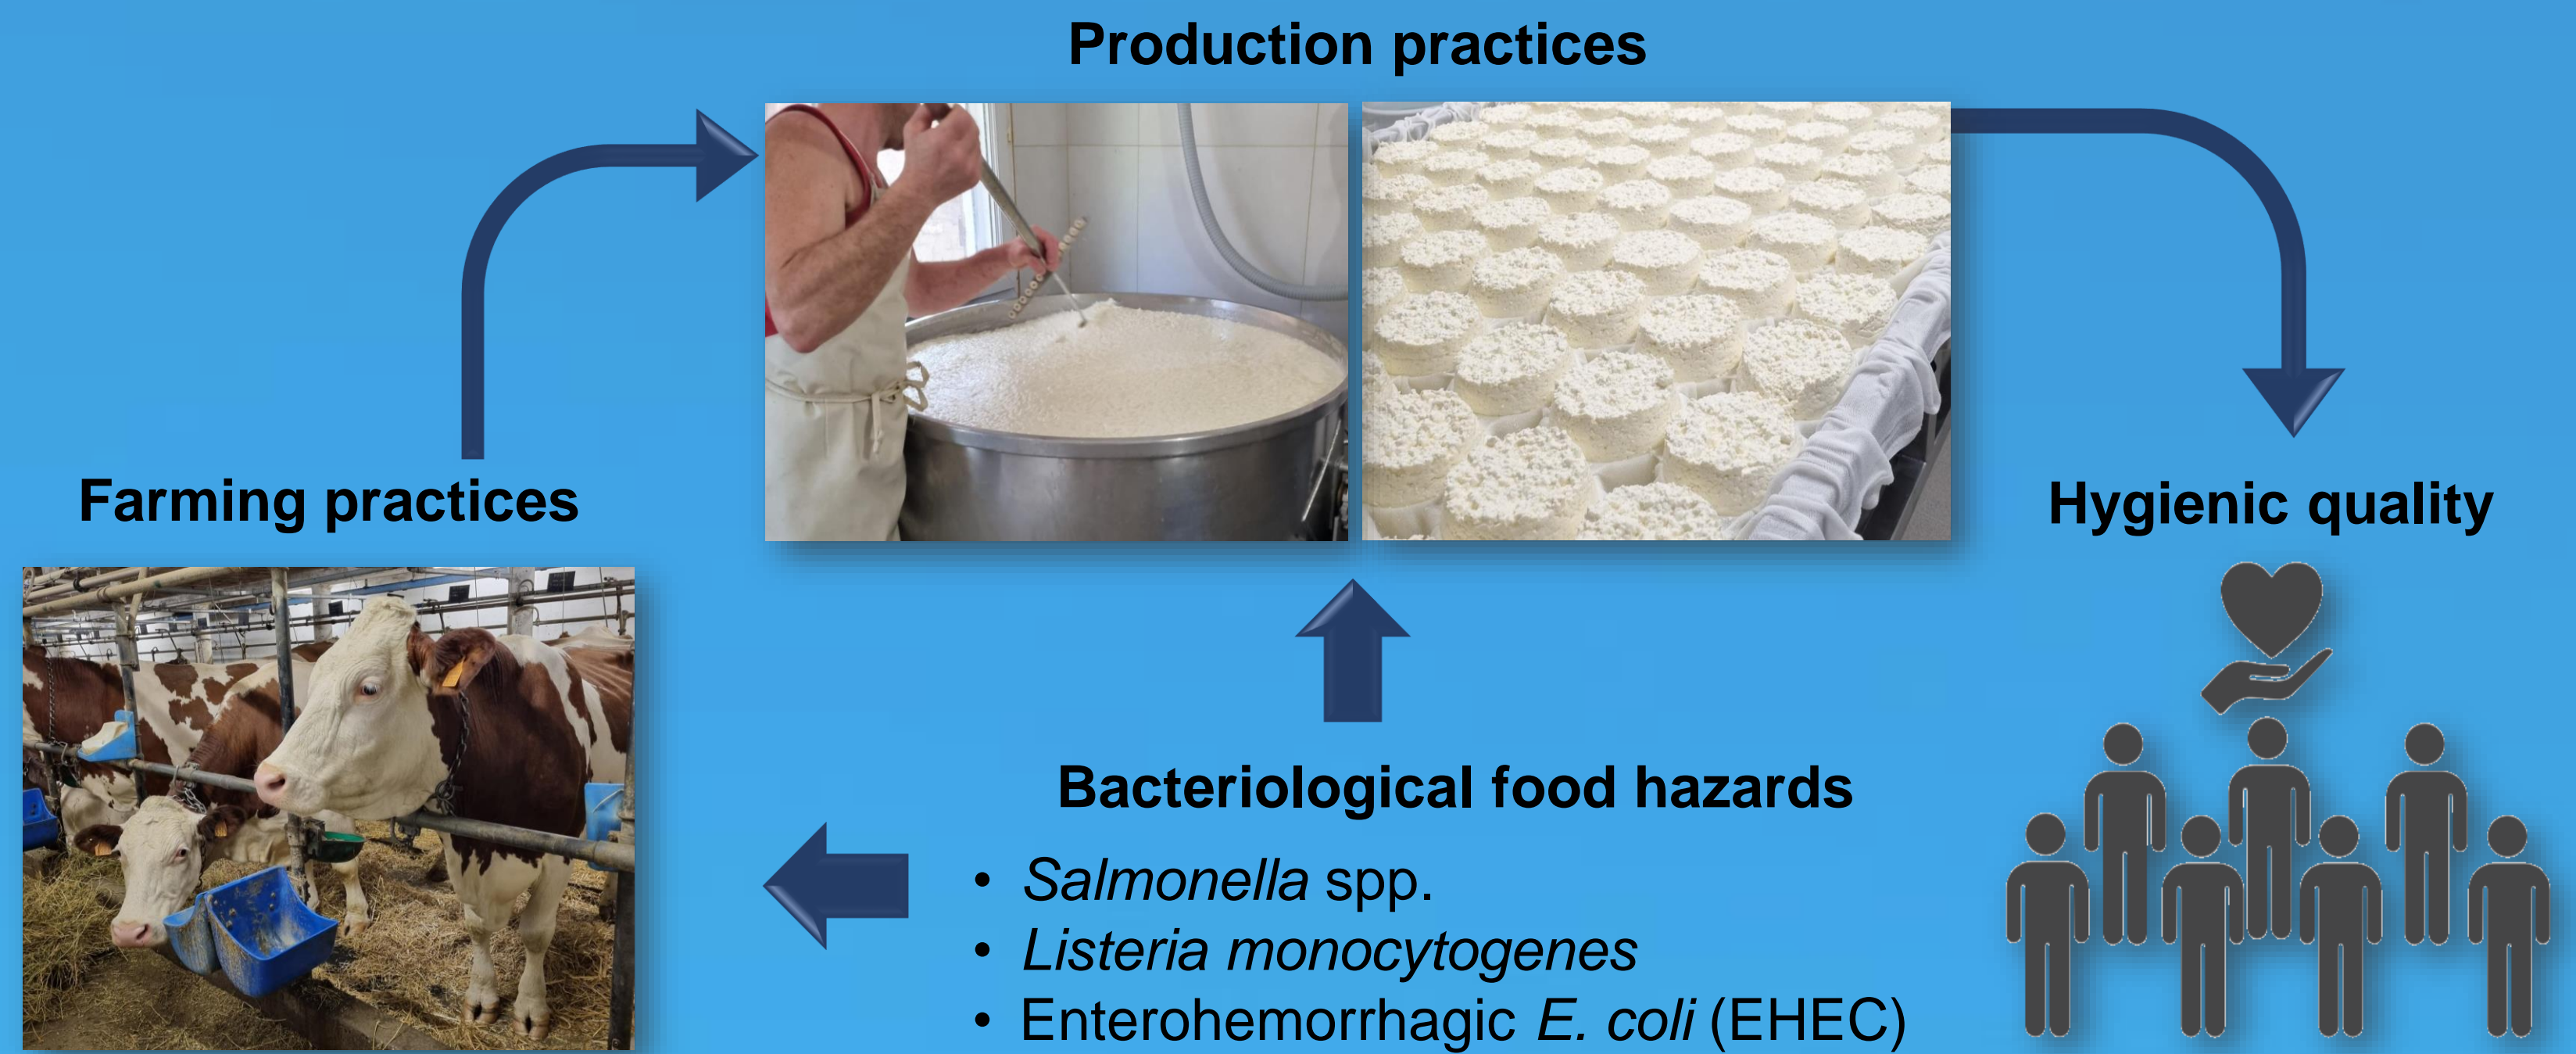 Production practices
Farming practices
Hygienic quality
Bacteriological food hazards
• Salmonella spp.
• Listeria monocytogenes
• Enterohemorrhagic E. coli (EHEC)